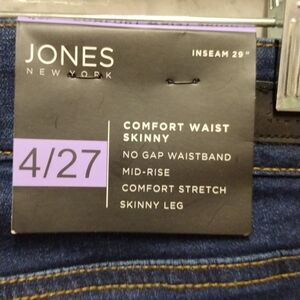 JONES
NEW YORK
INSEAM 29"
COMFORT WAIST
SKINNY
4/27
NO GAP WAISTBAND
MID-RISE
COMFORT STRETCH
SKINNY LEG